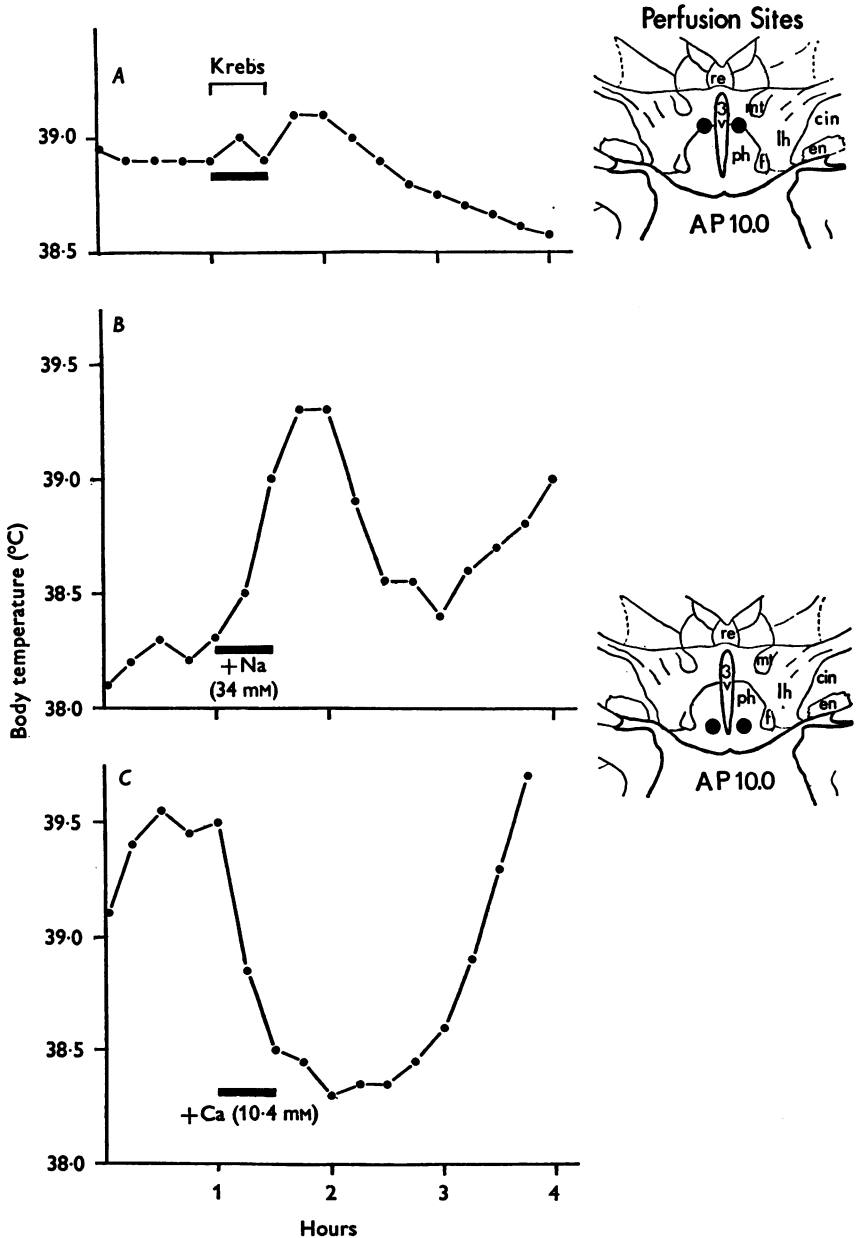 Perfusion Sites
A
Krebs
39·0
38·5
re
3
v
mt
cin
lh
en
ph
f
AP 10.0
B
39·5
39·0
38·5
38·0
+Na
(34 mM)
Body temperature (°C)
re
3
v
mt
cin
lh
ph
en
f
AP 10.0
C
39·5
39·0
38·5
38·0
+Ca (10·4 mM)
1 2 3 4
Hours